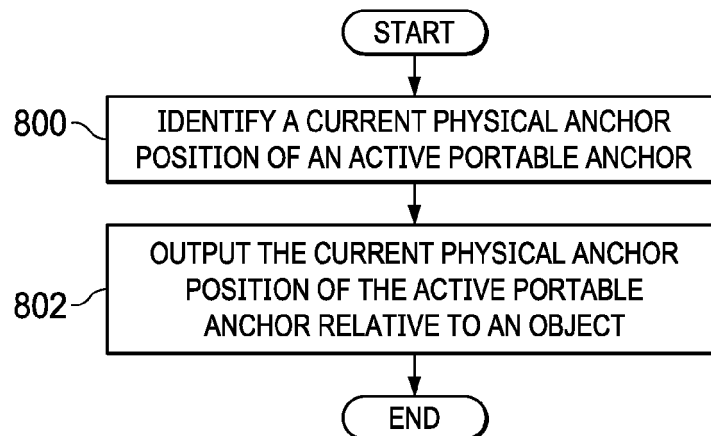 START
800
IDENTIFY A CURRENT PHYSICAL ANCHOR
POSITION OF AN ACTIVE PORTABLE ANCHOR
802
OUTPUT THE CURRENT PHYSICAL ANCHOR
POSITION OF THE ACTIVE PORTABLE
ANCHOR RELATIVE TO AN OBJECT
END